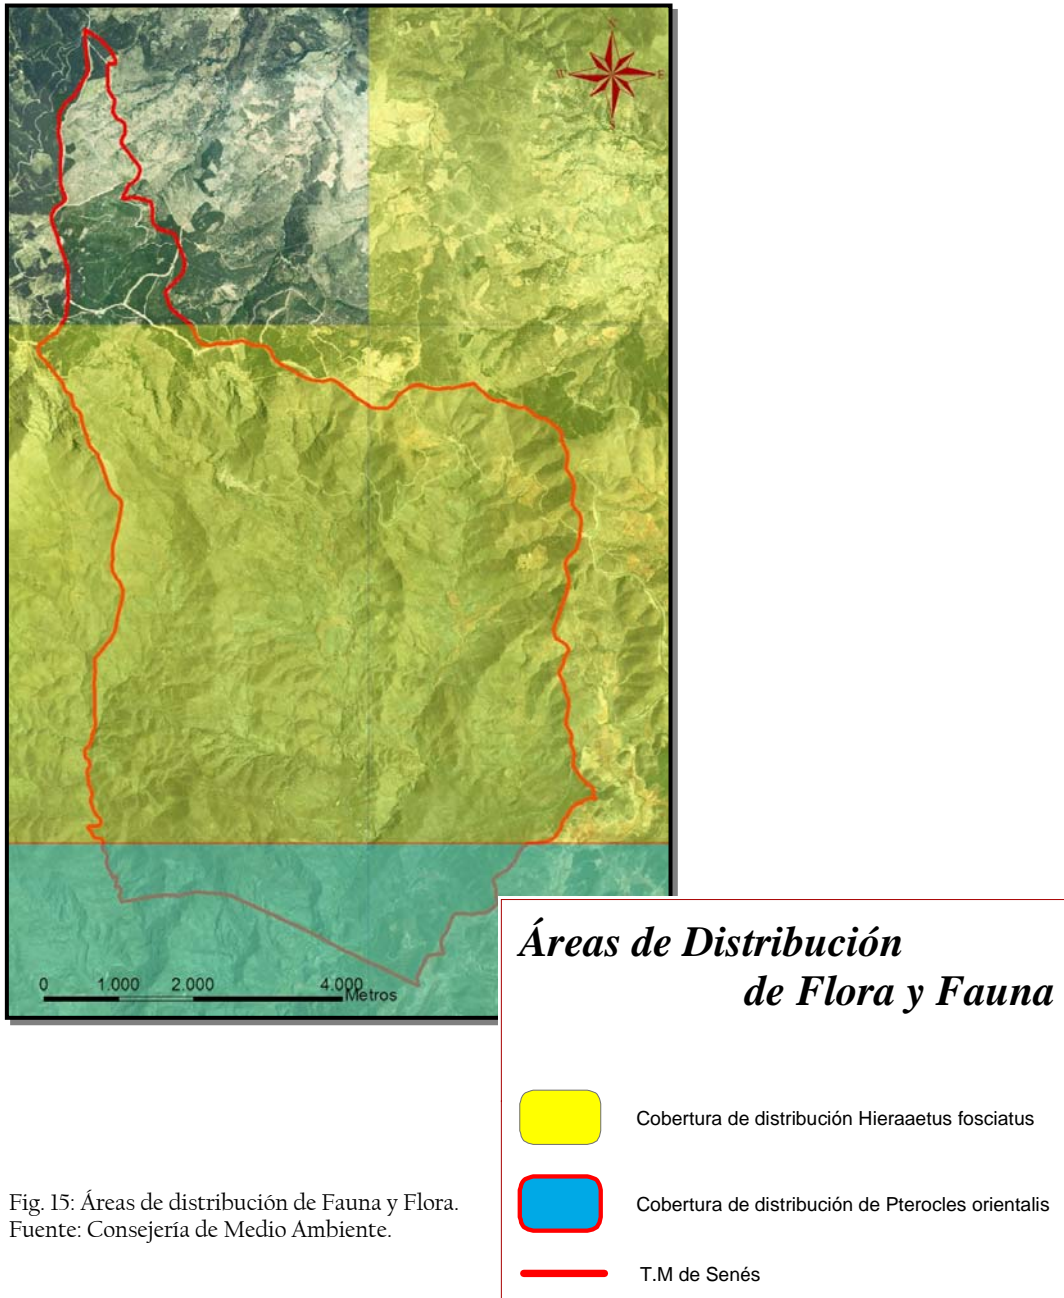 N
E
0 1.000 2.000 4.000
Metros
Áreas de Distribución
de Flora y Fauna
Cobertura de distribución Hieraaetus fosciatus
Cobertura de distribución de Pterocles orientalis
T.M de Senés
Fig. 15: Áreas de distribución de Fauna y Flora.
Fuente: Consejería de Medio Ambiente.